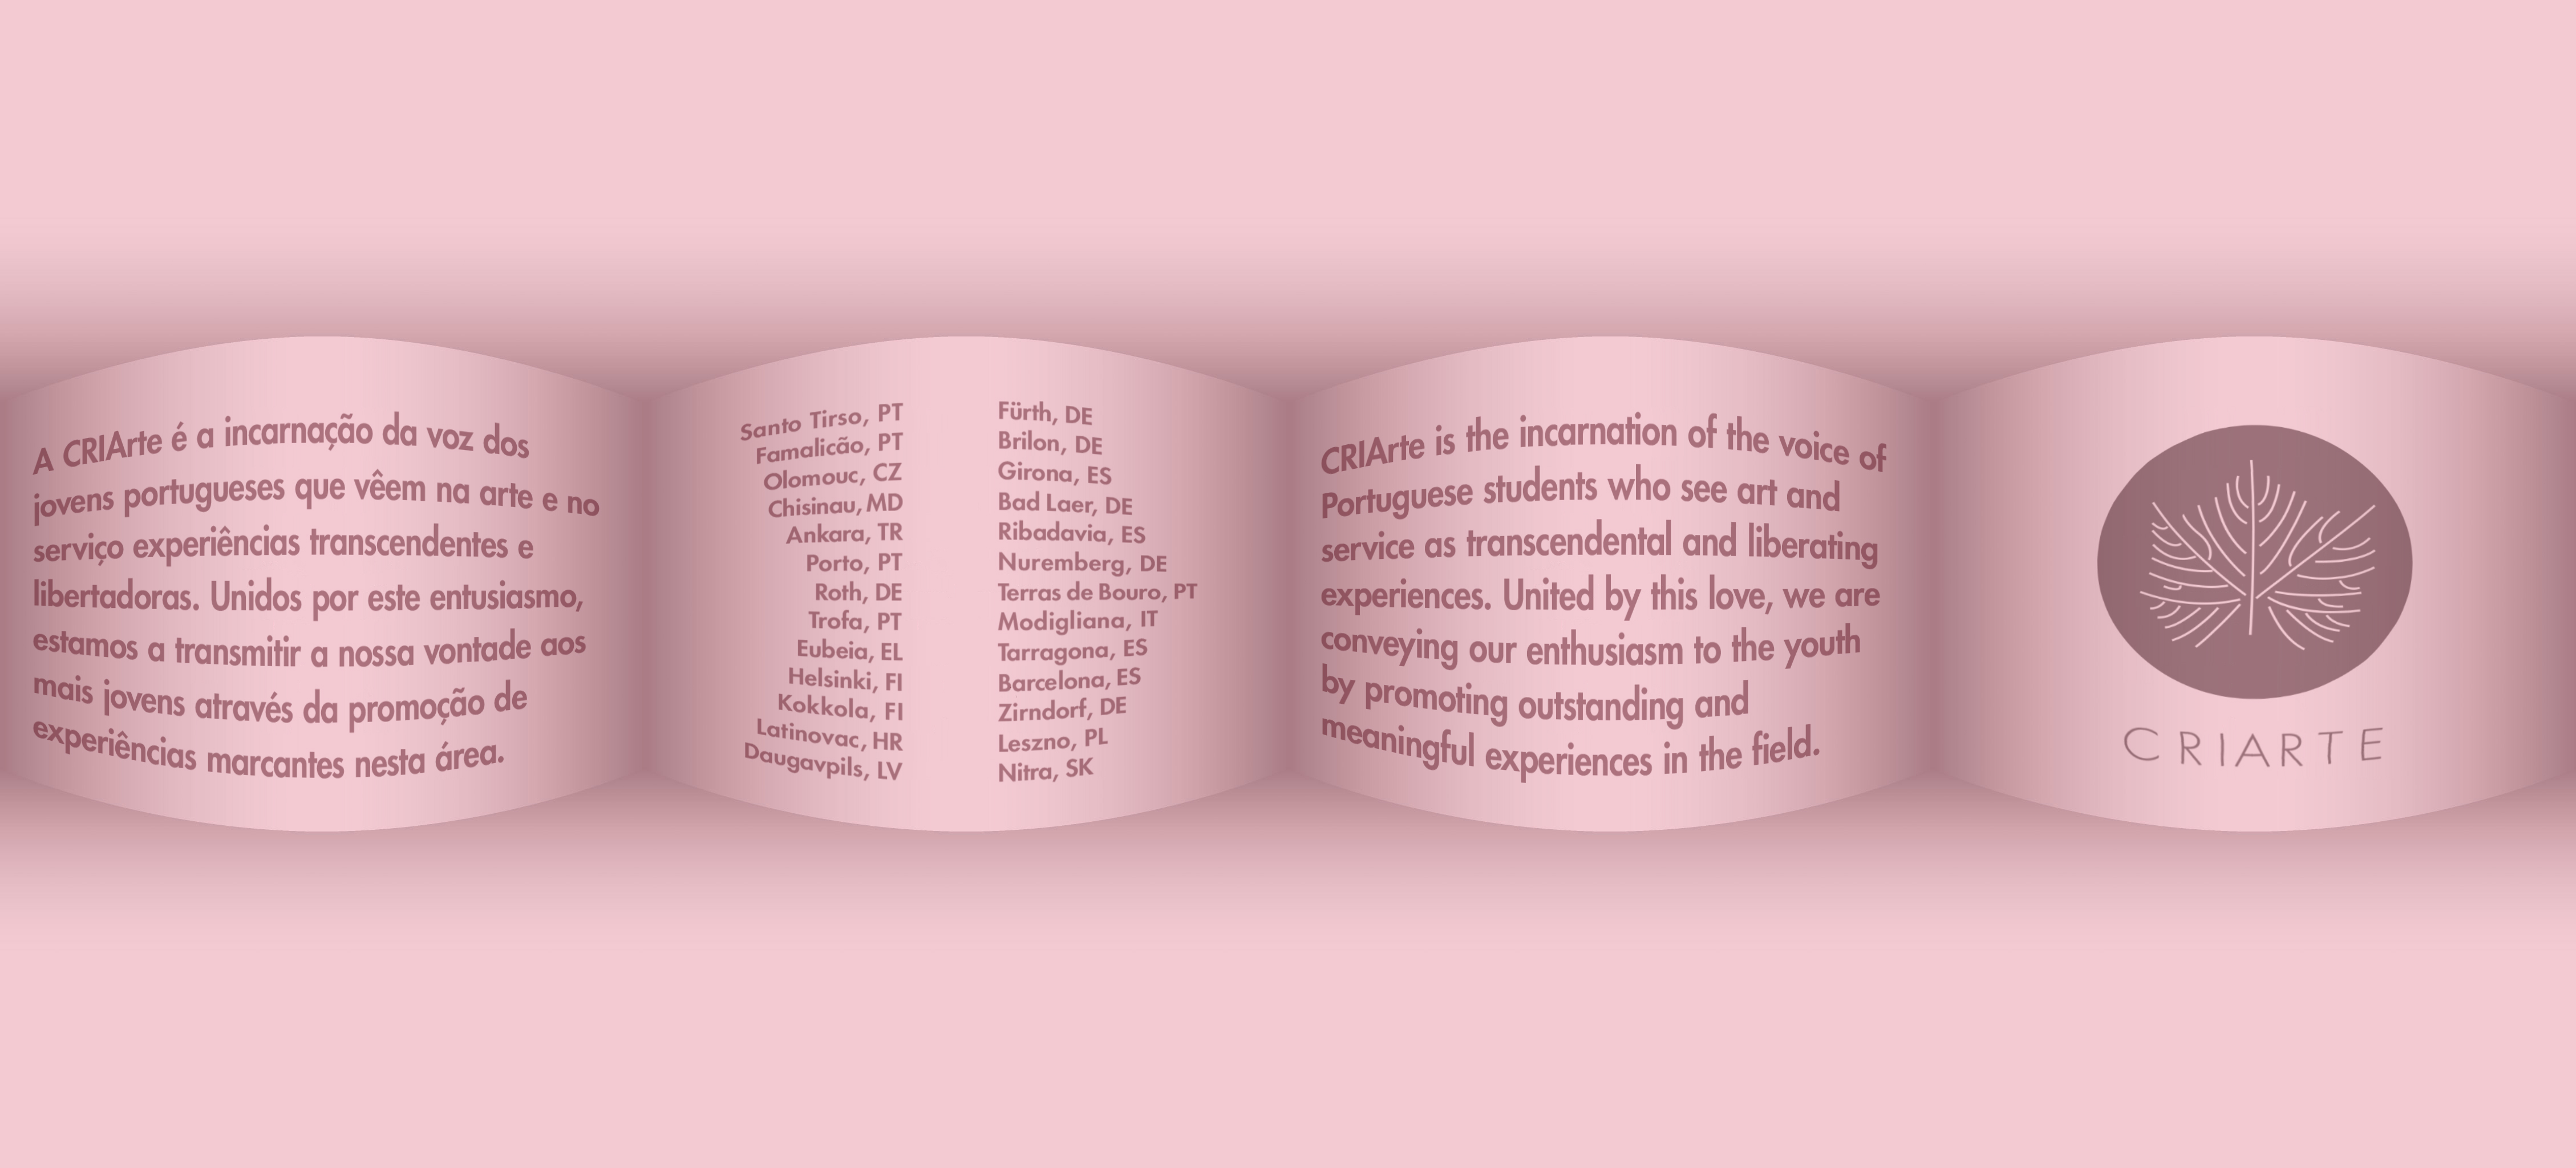 A CRIArte é a incarnação da voz dos
jovens portugueses que vêem na arte e no
serviço experiências transcendentes e
libertadoras. Unidos por este entusiasmo,
estamos a transmitir a nossa vontade aos
mais jovens através da promoção de
experiências marcantes nesta área.
Santo Tirso, PT
Famalicão, PT
Olomouc, CZ
Chisinau, MD
Ankara, TR
Porto, PT
Roth, DE
Trofa, PT
Eubeia, EL
Helsinki, FI
Kokkola, FI
Latinovac, HR
Daugavpils, LV
Fürth, DE
Brilon, DE
Girona, ES
Bad Laer, DE
Ribadavia, ES
Nuremberg, DE
Terras de Bouro, PT
Modigliana, IT
Tarragona, ES
Barcelona, ES
Zirndorf, DE
Leszno, PL
Nitra, SK
CRIArte is the incarnation of the voice of
Portuguese students who see art and
service as transcendental and liberating
experiences. United by this love, we are
conveying our enthusiasm to the youth
by promoting outstanding and
meaningful experiences in the field.
CRIARTE